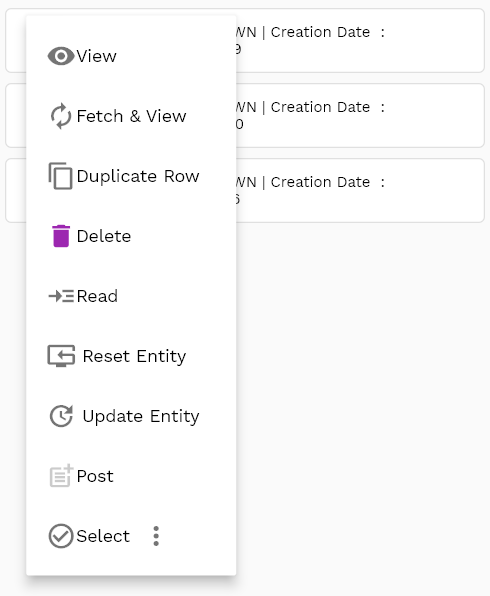 View
Fetch & View
Duplicate Row
Delete
Read
Reset Entity
Update Entity
Post
Select
WN | Creation Date :
9
WN | Creation Date :
0
WN | Creation Date :
6